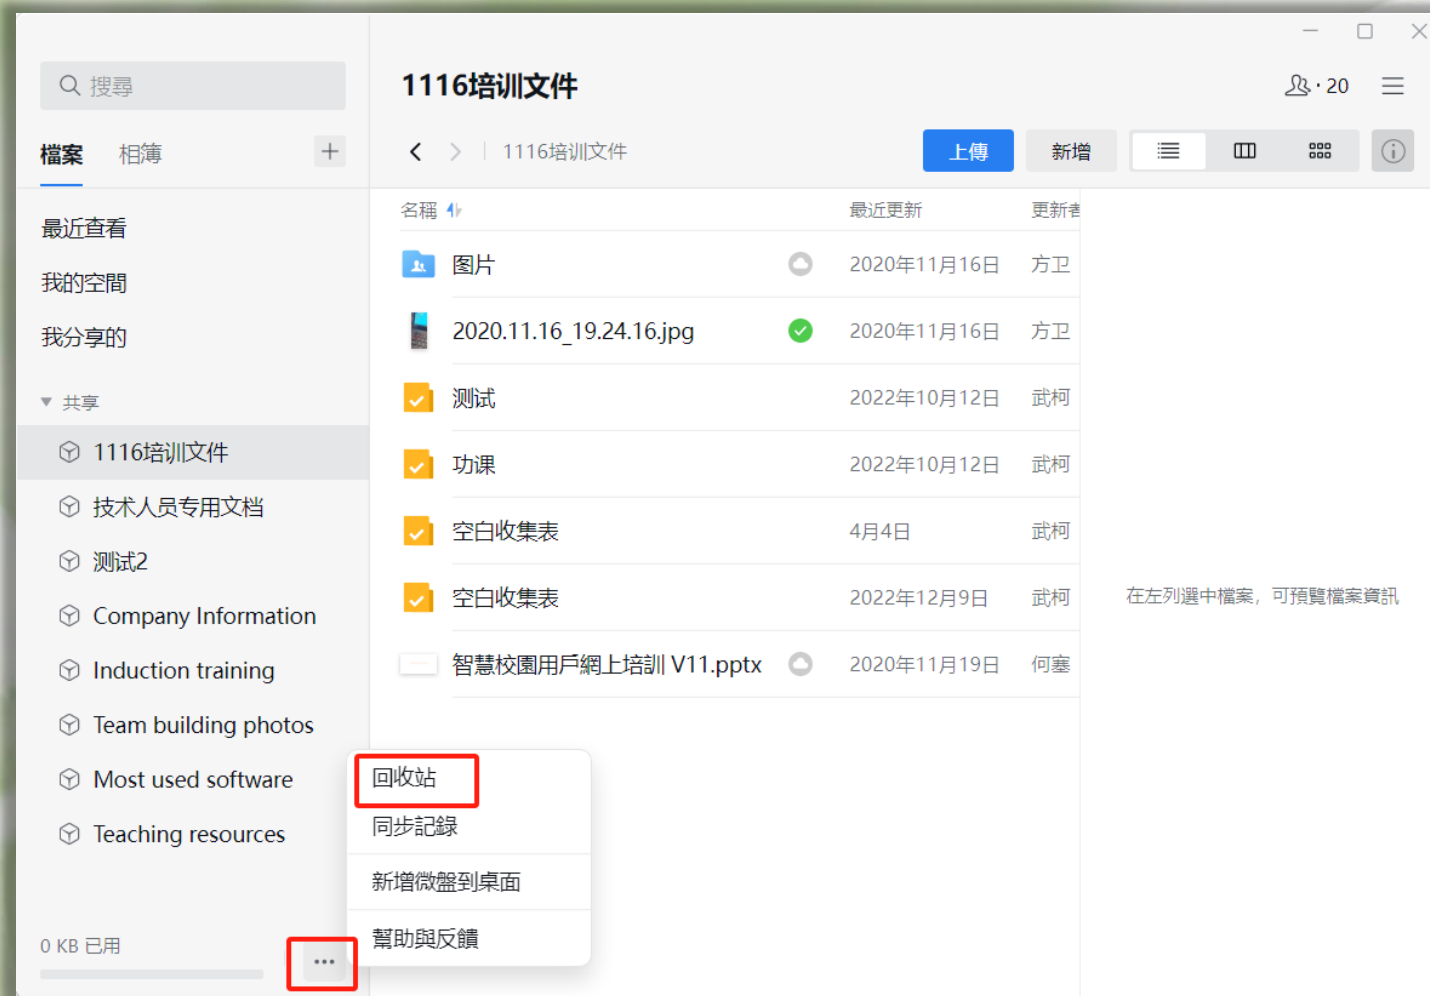 搜尋
檔案 相簿
最近查看
我的空間
我分享的
共享
1116培训文件
技术人员专用文档
测试2
Company Information
Induction training
Team building photos
Most used software
Teaching resources
0 KB 已用
1116培训文件
· 20
1116培训文件
上傳 新增
名稱 最近更新 更新者
图片 2020年11月16日 方卫
2020.11.16_19.24.16.jpg 2020年11月16日 方卫
测试 2022年10月12日 武柯
功课 2022年10月12日 武柯
空白收集表 4月4日 武柯
空白收集表 2022年12月9日 武柯
智慧校園用戶網上培訓 V11.pptx 2020年11月19日 何塞
在左列選中檔案，可預覽檔案資訊
回收站
同步記錄
新增微盤到桌面
幫助與反饋